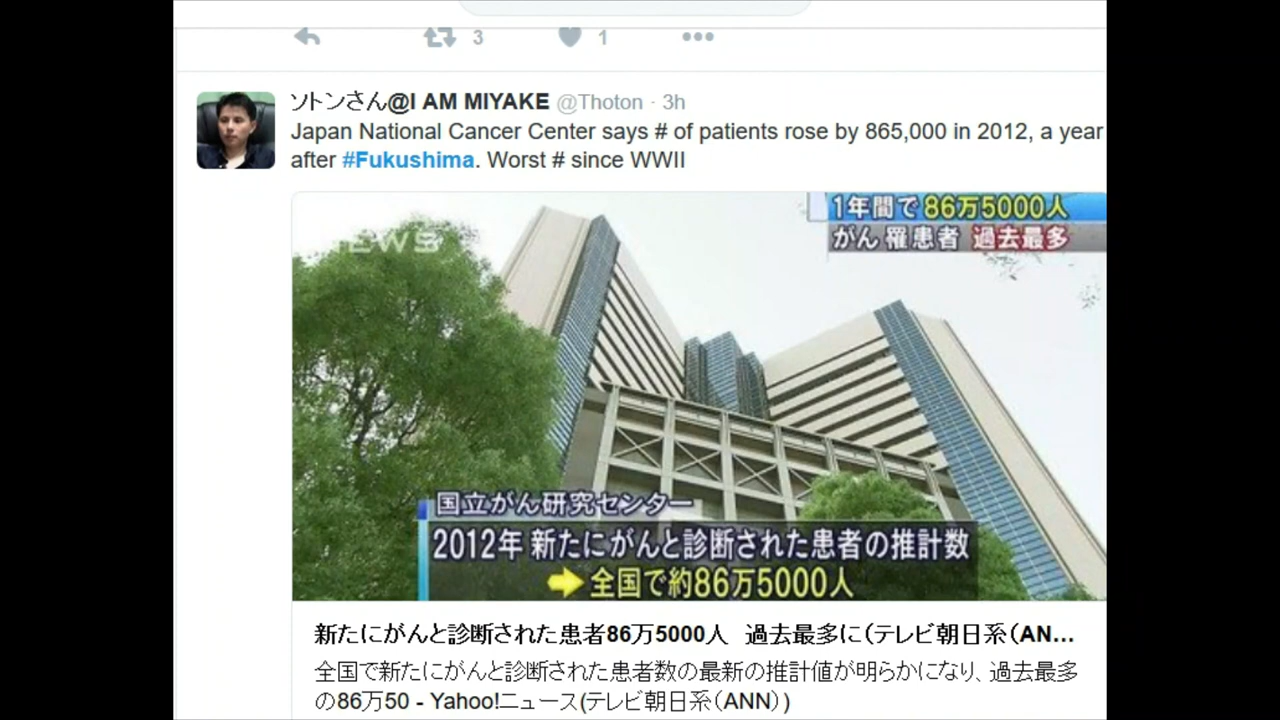 3
1
ソトンさん@I AM MIYAKE @Thoton · 3h
Japan National Cancer Center says # of patients rose by 865,000 in 2012, a year
after #Fukushima. Worst # since WWII
NEWS
1年間で86万5000人
がん 罹患者 過去最多
国立がん研究センター
2012年 新たにがんと診断された患者の推計数
全国で約86万5000人
新たにがんと診断された患者86万5000人 過去最多に(テレビ朝日系(AN...
全国で新たにがんと診断された患者数の最新の推計値が明らかになり、過去最多
の86万50 - Yahoo!ニュース(テレビ朝日系(ANN))